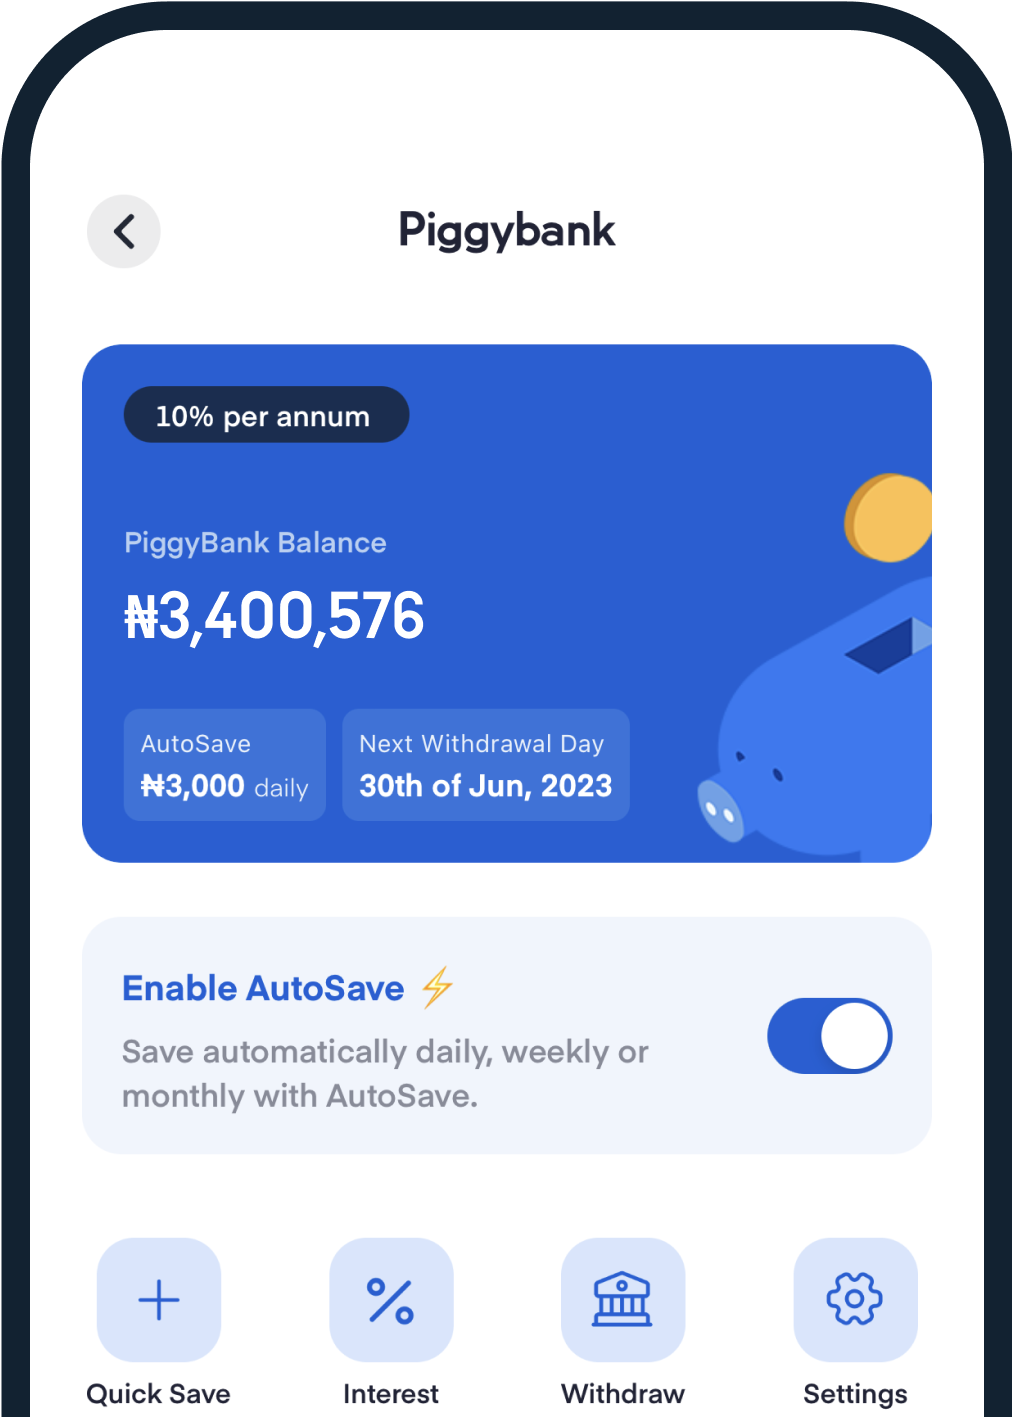 Piggybank
10% per annum
PiggyBank Balance
₦3,400,576
AutoSave
₦3,000 daily
Next Withdrawal Day
30th of Jun, 2023
Enable AutoSave ⚡
Save automatically daily, weekly or
monthly with AutoSave.
Quick Save
Interest
Withdraw
Settings